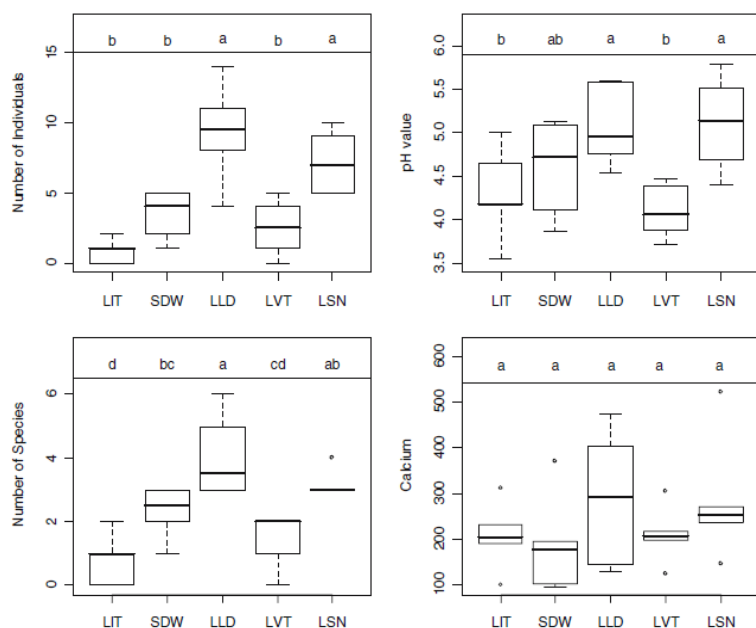 b b a b a
Number of Individuals
15
10
5
0
LIT SDW LLD LVT LSN
b ab a b a
pH value
6.0
5.5
5.0
4.5
4.0
3.5
LIT SDW LLD LVT LSN
d bc a cd ab
Number of Species
6
4
2
0
LIT SDW LLD LVT LSN
a a a a a
Calcium
600
500
400
300
200
100
LIT SDW LLD LVT LSN